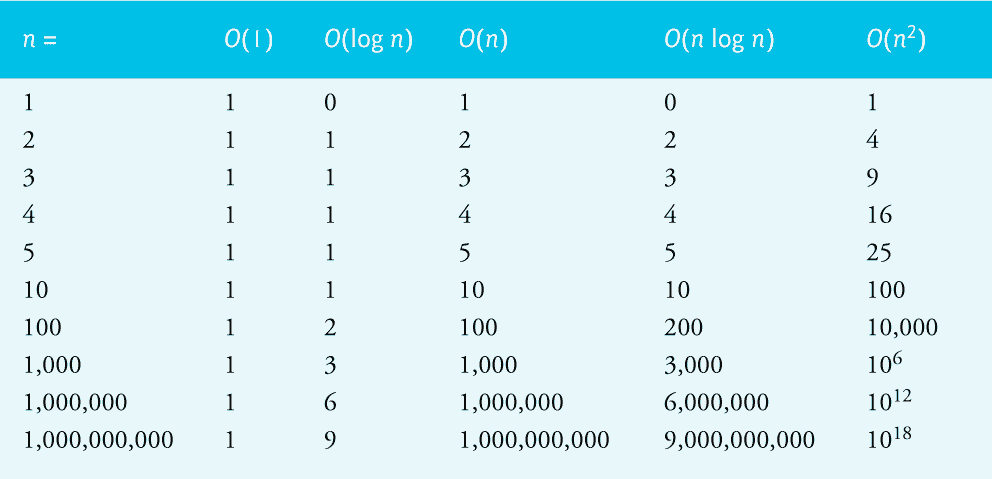 n = O(1) O(log n) O(n) O(n log n) O(n²)
1 1 0 1 0 1
2 1 1 2 2 4
3 1 1 3 3 9
4 1 1 4 4 16
5 1 1 5 5 25
10 1 1 10 10 100
100 1 2 100 200 10,000
1,000 1 3 1,000 3,000 10⁶
1,000,000 1 6 1,000,000 6,000,000 10¹²
1,000,000,000 1 9 1,000,000,000 9,000,000,000 10¹⁸